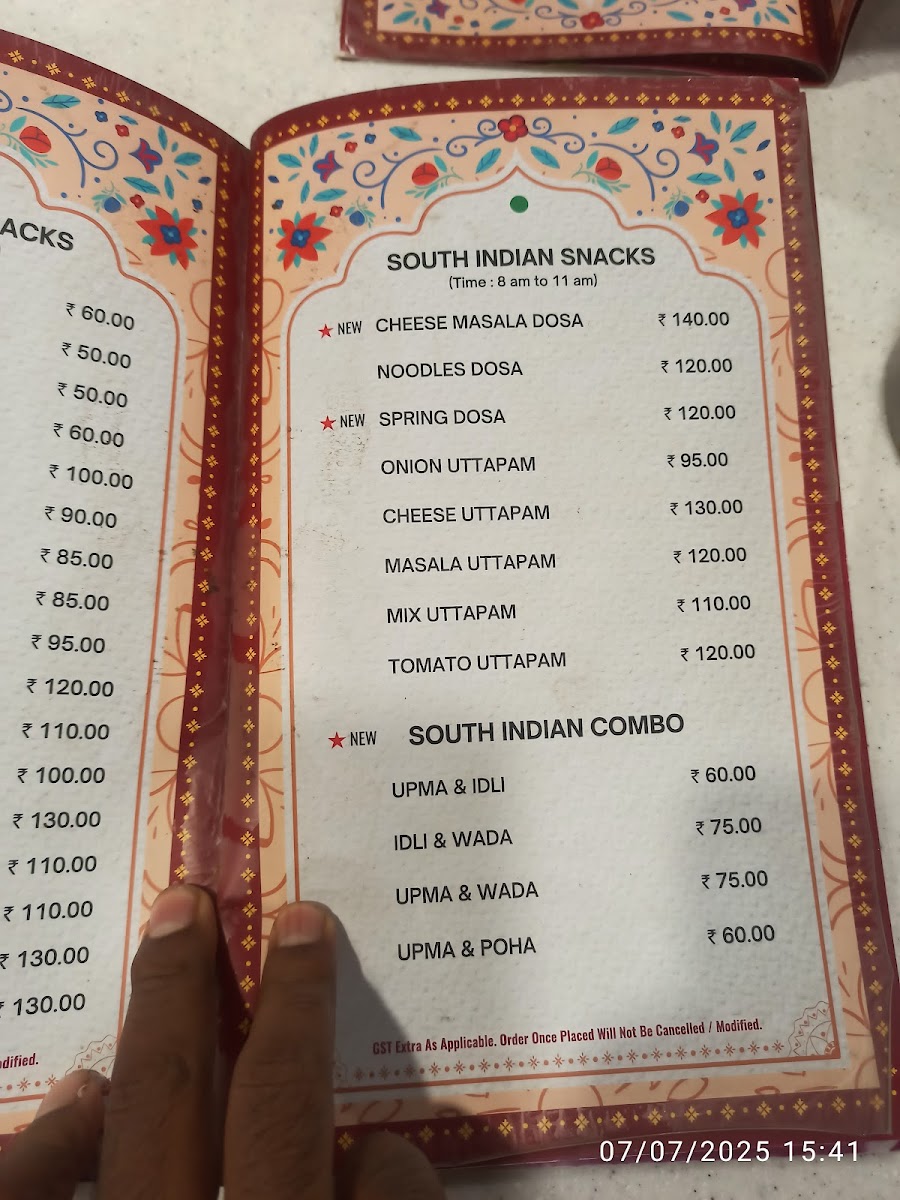 ACKS
₹ 60.00
₹ 50.00
₹ 50.00
₹ 60.00
₹ 100.00
₹ 90.00
₹ 85.00
₹ 85.00
₹ 95.00
₹ 120.00
₹ 110.00
₹ 100.00
₹ 130.00
₹ 110.00
₹ 110.00
₹ 130.00
₹ 130.00
dified.
SOUTH INDIAN SNACKS
(Time : 8 am to 11 am)
NEW CHEESE MASALA DOSA ₹ 140.00
NOODLES DOSA ₹ 120.00
NEW SPRING DOSA ₹ 120.00
ONION UTTAPAM ₹ 95.00
CHEESE UTTAPAM ₹ 130.00
MASALA UTTAPAM ₹ 120.00
MIX UTTAPAM ₹ 110.00
TOMATO UTTAPAM ₹ 120.00
NEW SOUTH INDIAN COMBO
UPMA & IDLI ₹ 60.00
IDLI & WADA ₹ 75.00
UPMA & WADA ₹ 75.00
UPMA & POHA ₹ 60.00
GST Extra As Applicable. Order Once Placed Will Not Be Cancelled / Modified.
07/07/2025 15:41